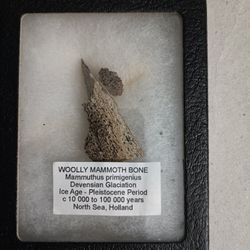 WOOLLY MAMMOTH BONE
Mammuthus primigenius
Devensian Glaciation
Ice Age - Pleistocene Period
c 10 000 to 100 000 years
North Sea, Holland